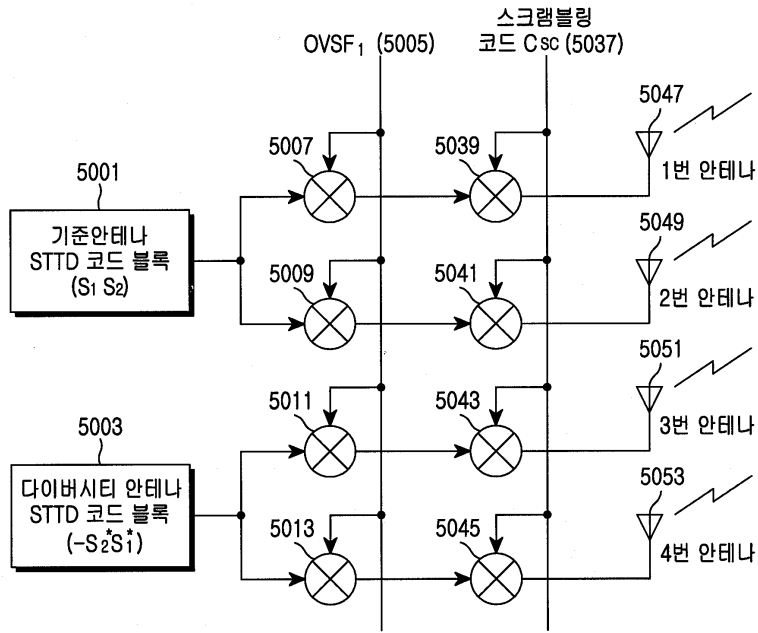 스크램블링
OVSF1 (5005)
코드 CSC (5037)
5047
5007
5039
1번 안테나
5001
기준안테나
STTD 코드 블록
(S1 S2)
5049
5009
5041
2번 안테나
5051
5011
5043
3번 안테나
5003
다이버시티 안테나
STTD 코드 블록
(-S2*S1*)
5053
5013
5045
4번 안테나